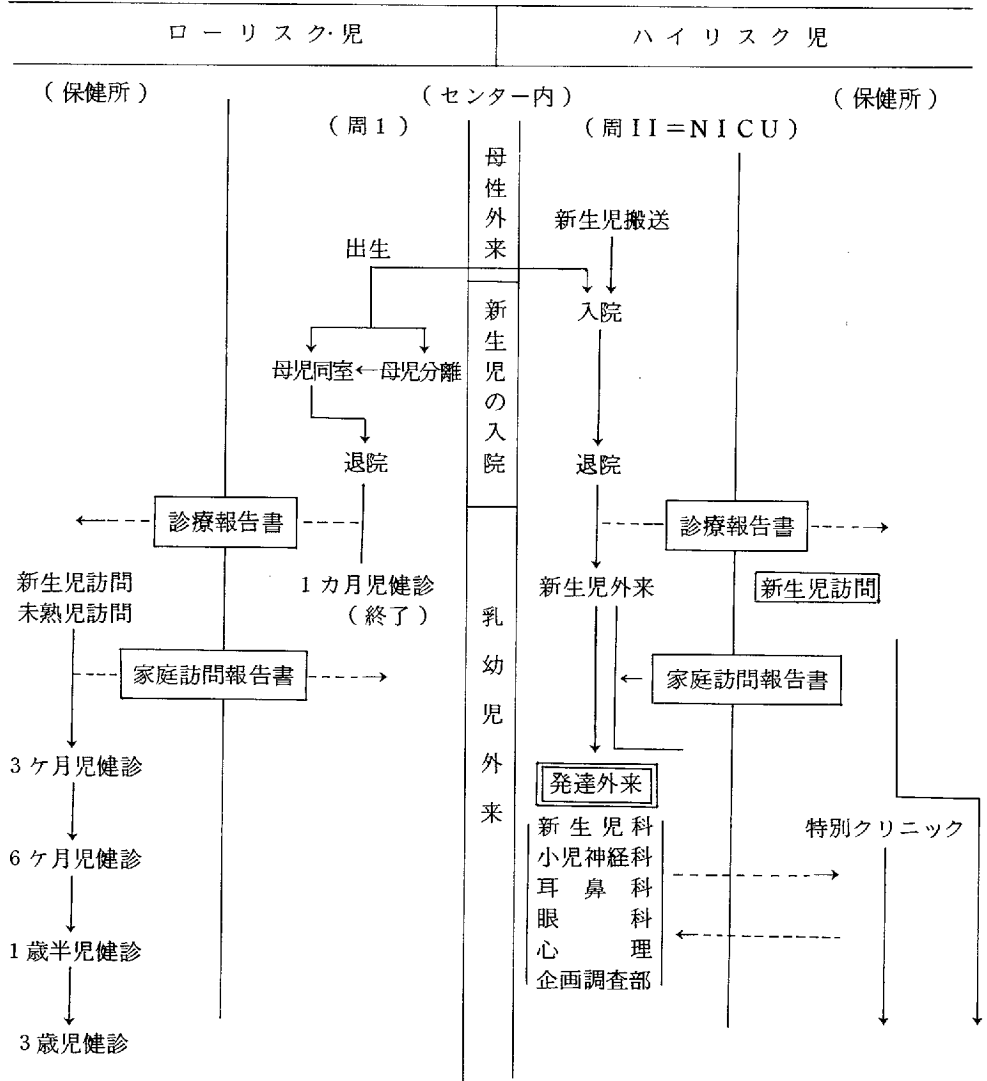 ローリスク・児
ハイリスク児
(保健所)
(センター内)
(保健所)
(周1)
(周II=NICU)
母性外来
新生児搬送
出生
新生児の入院
入院
母児同室
母児分離
退院
退院
診療報告書
診療報告書
新生児訪問
未熟児訪問
1カ月児健診
(終了)
乳幼児外来
新生児外来
新生児訪問
家庭訪問報告書
家庭訪問報告書
3ケ月児健診
発達外来
新生児科
小児神経科
耳鼻科
眼科
心理
企画調査部
特別クリニック
6ケ月児健診
1歳半児健診
3歳児健診